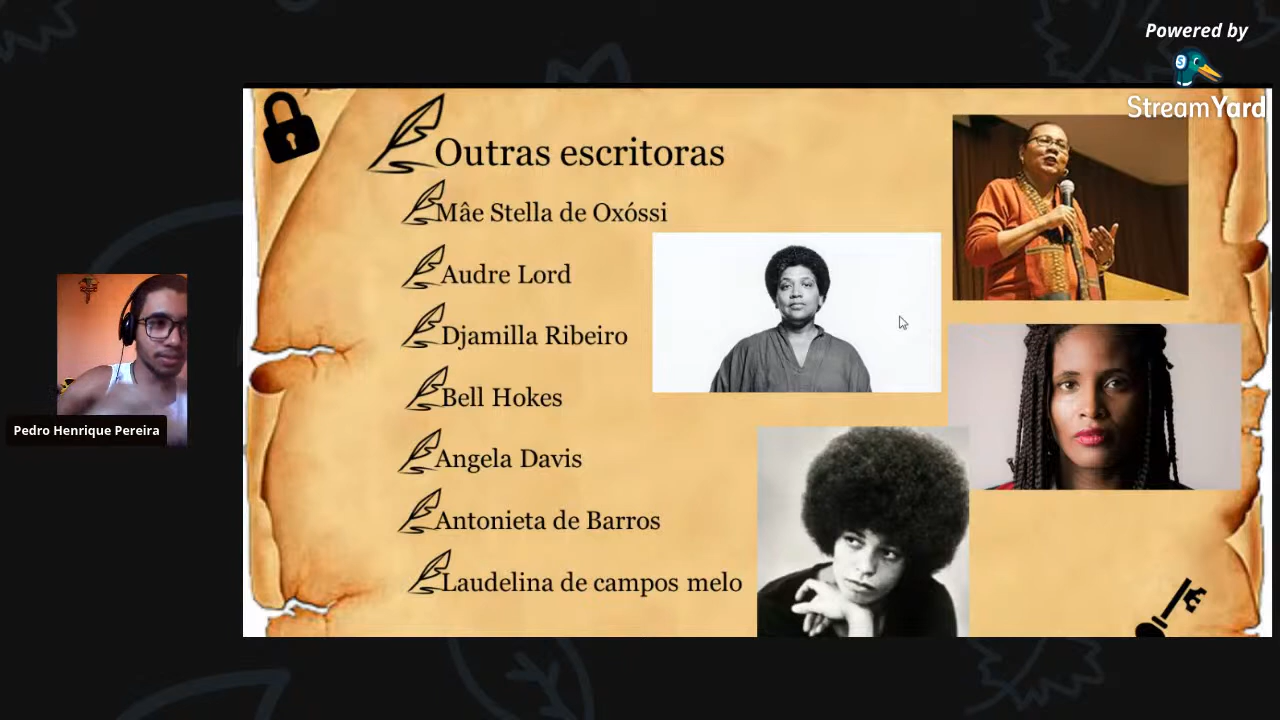 Powered by
StreamYard
Outras escritoras
Mâe Stella de Oxóssi
Audre Lord
Djamilla Ribeiro
Bell Hokes
Angela Davis
Antonieta de Barros
Laudelina de campos melo
Pedro Henrique Pereira